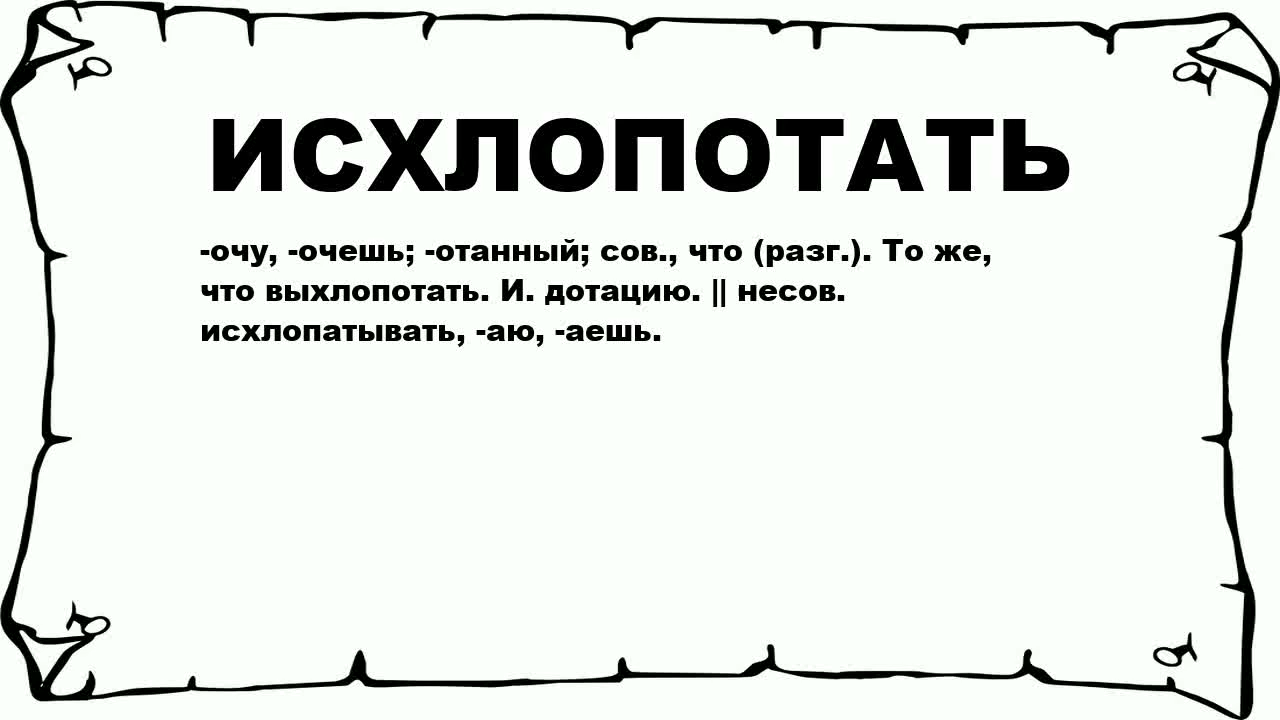 ИСХЛОПОТАТЬ
-очу, -очешь; -отанный; сов., что (разг.). То же,
что выхлопотать. И. дотацию. || несов.
исхлопатывать, -аю, -аешь.